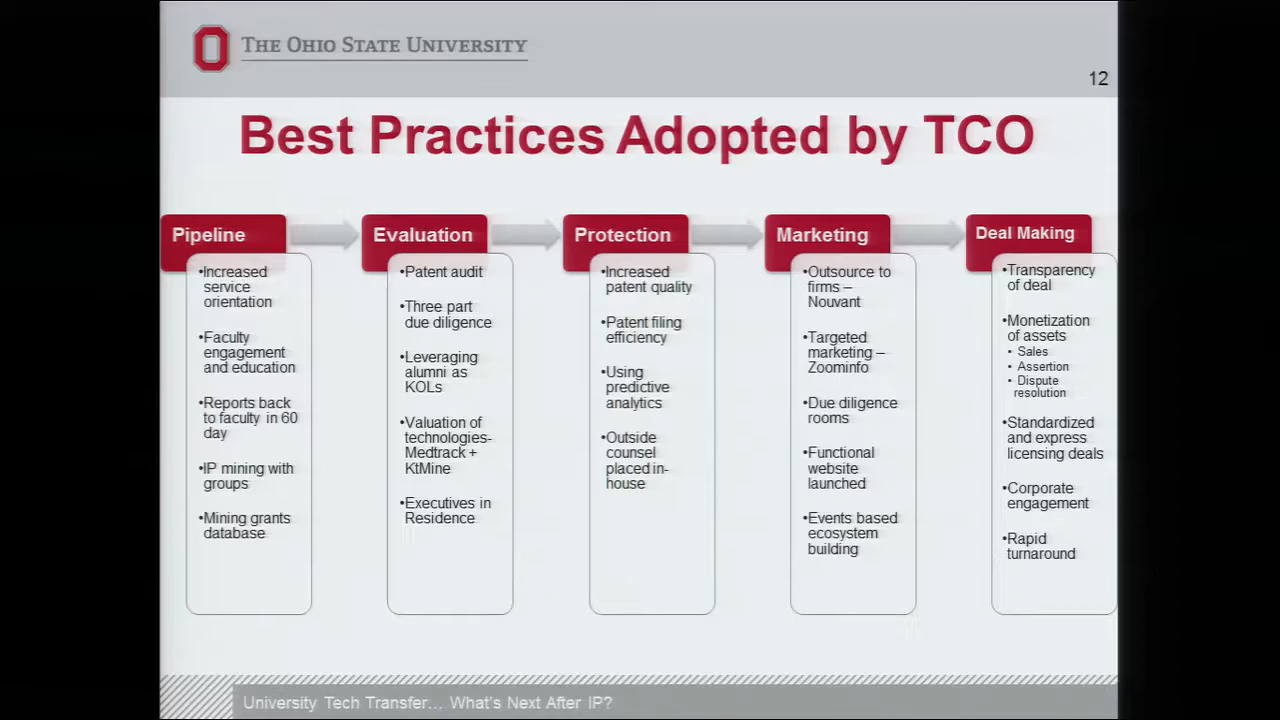 THE OHIO STATE UNIVERSITY
12
Best Practices Adopted by TCO
Pipeline
•Increased
service
orientation
•Faculty
engagement
and education
•Reports back
to faculty in 60
day
•IP mining with
groups
•Mining grants
database
Evaluation
•Patent audit
•Three part
due diligence
•Leveraging
alumni as
KOLs
•Valuation of
technologies-
Medtrack +
KtMine
•Executives in
Residence
Protection
•Increased
patent quality
•Patent filing
efficiency
•Using
predictive
analytics
•Outside
counsel
placed in-
house
Marketing
•Outsource to
firms –
Nouvant
•Targeted
marketing –
Zoominfo
•Due diligence
rooms
•Functional
website
launched
•Events based
ecosystem
building
Deal Making
•Transparency
of deal
•Monetization
of assets
• Sales
• Assertion
• Dispute
resolution
•Standardized
and express
licensing deals
•Corporate
engagement
•Rapid
turnaround
University Tech Transfer… What's Next After IP?